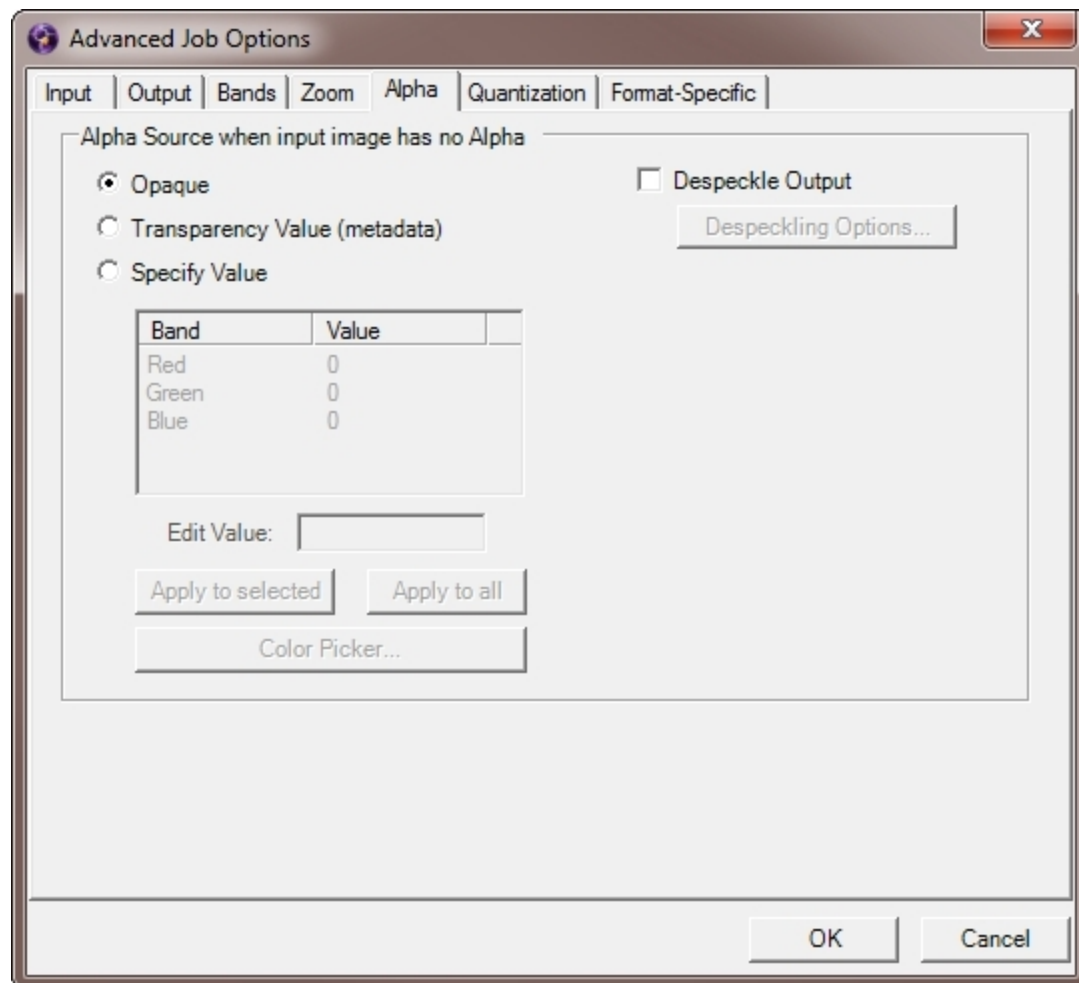 Advanced Job Options
Input Output Bands Zoom Alpha Quantization Format-Specific
Alpha Source when input image has no Alpha
Opaque
Despeckle Output
Transparency Value (metadata)
Despeckling Options...
Specify Value
Band Value
Red 0
Green 0
Blue 0
Edit Value:
Apply to selected Apply to all
Color Picker...
OK Cancel